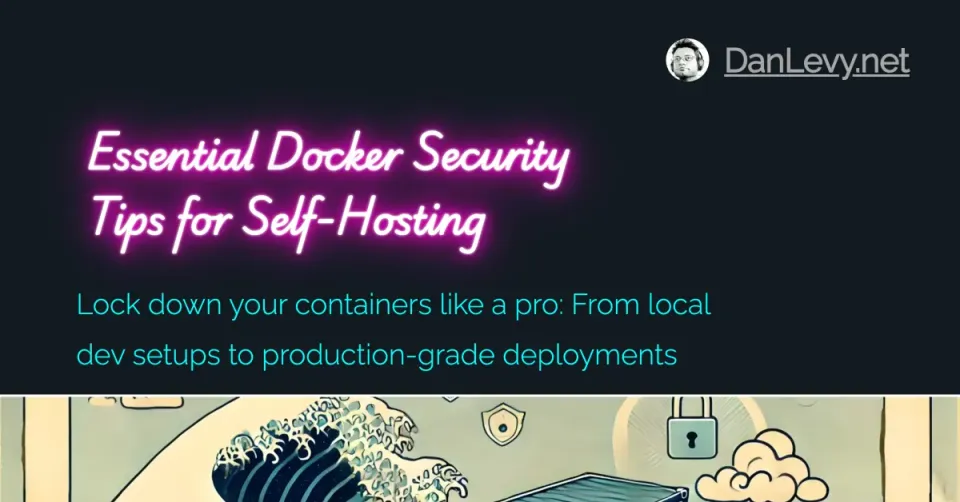 DanLevy.net
Essential Docker Security
Tips for Self-Hosting
Lock down your containers like a pro: From local
dev setups to production-grade deployments